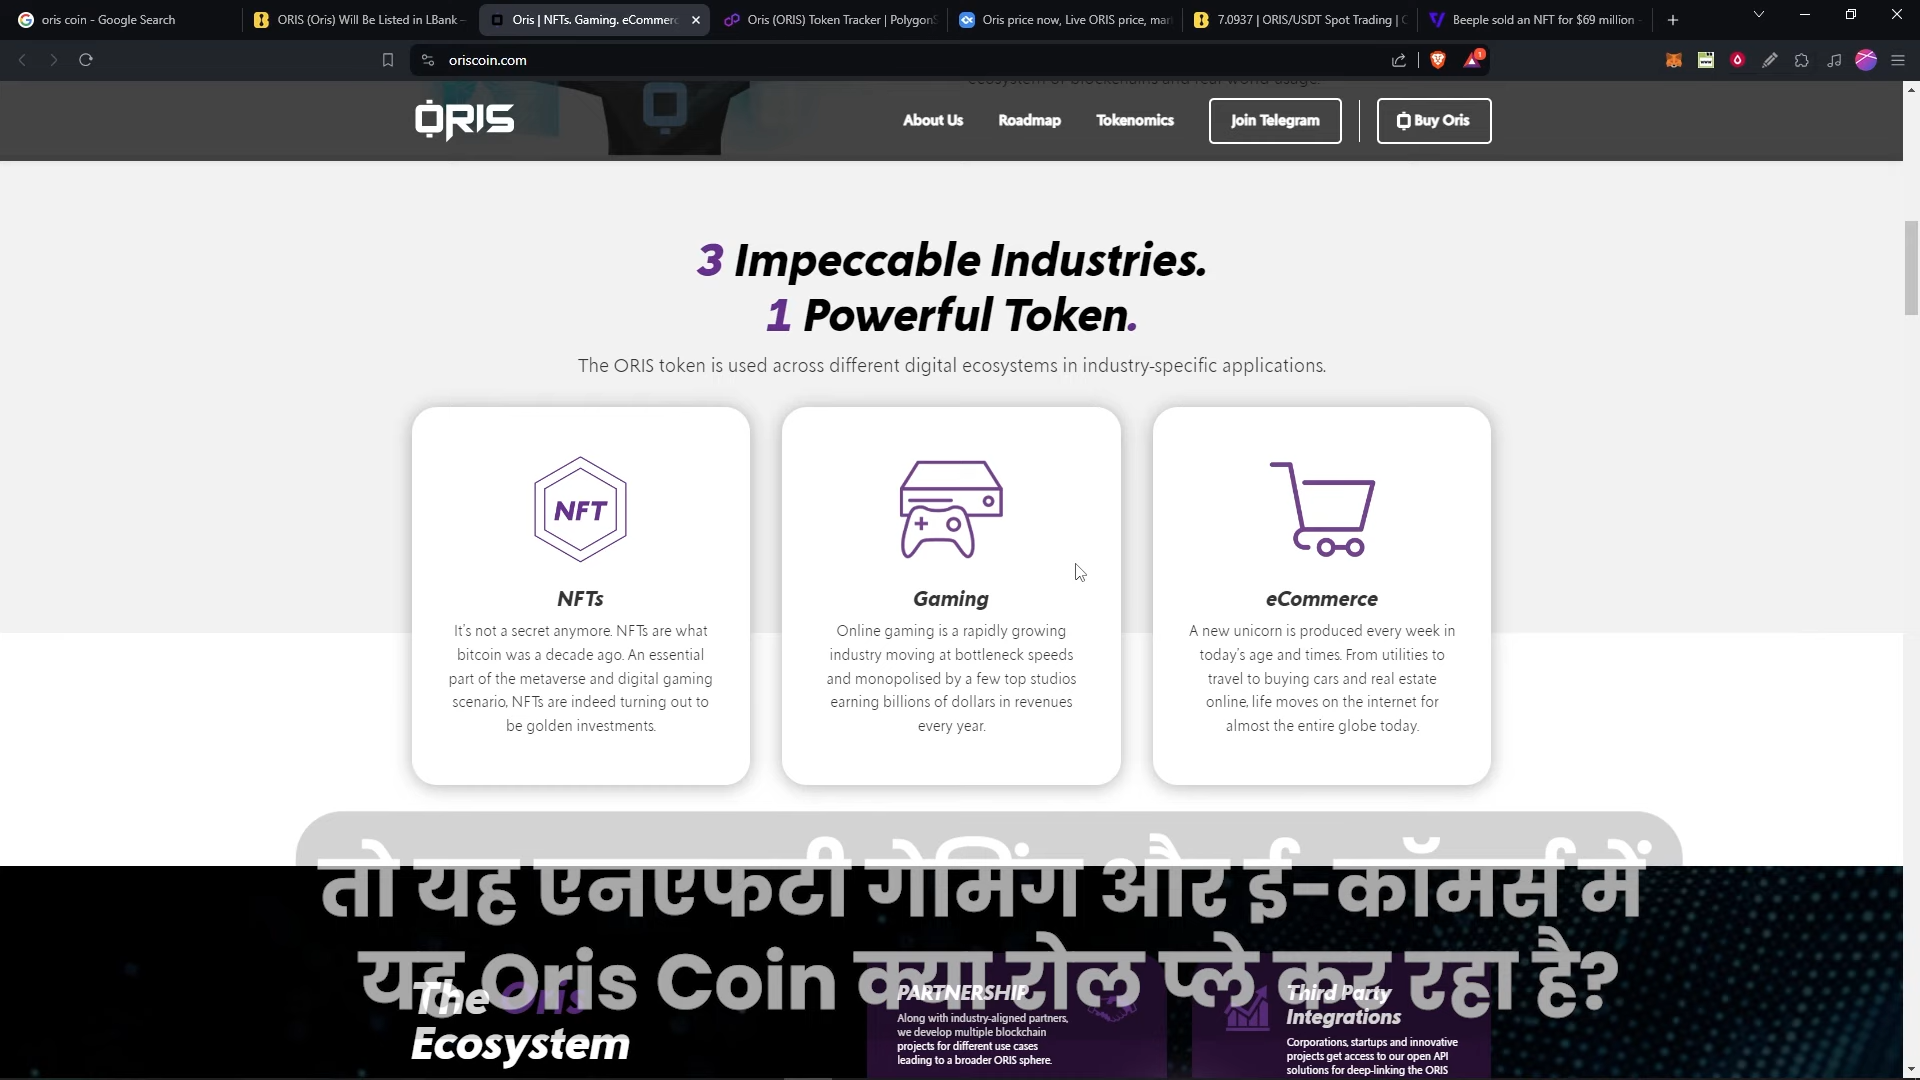 oris coin - Google Search
ORIS (Oris) Will Be Listed in LBank -
Oris | NFTs. Gaming. eCommerc
Oris (ORIS) Token Tracker | PolygonS
Oris price now, Live ORIS price, mar
7.0937 | ORIS/USDT Spot Trading |
Beeple sold an NFT for $69 million -
oriscoin.com
1
ecosystem of blockchains and real-world usage.
ORIS
About Us
Roadmap
Tokenomics
Join Telegram
Buy Oris
3 Impeccable Industries.
1 Powerful Token.
The ORIS token is used across different digital ecosystems in industry-specific applications.
NFT
NFTs
It's not a secret anymore. NFTs are what
bitcoin was a decade ago. An essential
part of the metaverse and digital gaming
scenario, NFTs are indeed turning out to
be golden investments.
Gaming
Online gaming is a rapidly growing
industry moving at bottleneck speeds
and monopolised by a few top studios
earning billions of dollars in revenues
every year.
eCommerce
A new unicorn is produced every week in
today's age and times. From utilities to
travel to buying cars and real estate
online, life moves on the internet for
almost the entire globe today.
तो यह एनएफटी गेमिंग और ई-कॉमर्स में
यह Oris Coin क्या रोल प्ले कर रहा है?
The Oris
Ecosystem
PARTNERSHIP
Along with industry-aligned partners,
we develop multiple blockchain
projects for different use cases
leading to a broader ORIS sphere.
Third Party
Integrations
Corporations, startups and innovative
projects get access to our open API
solutions for deep-linking the ORIS